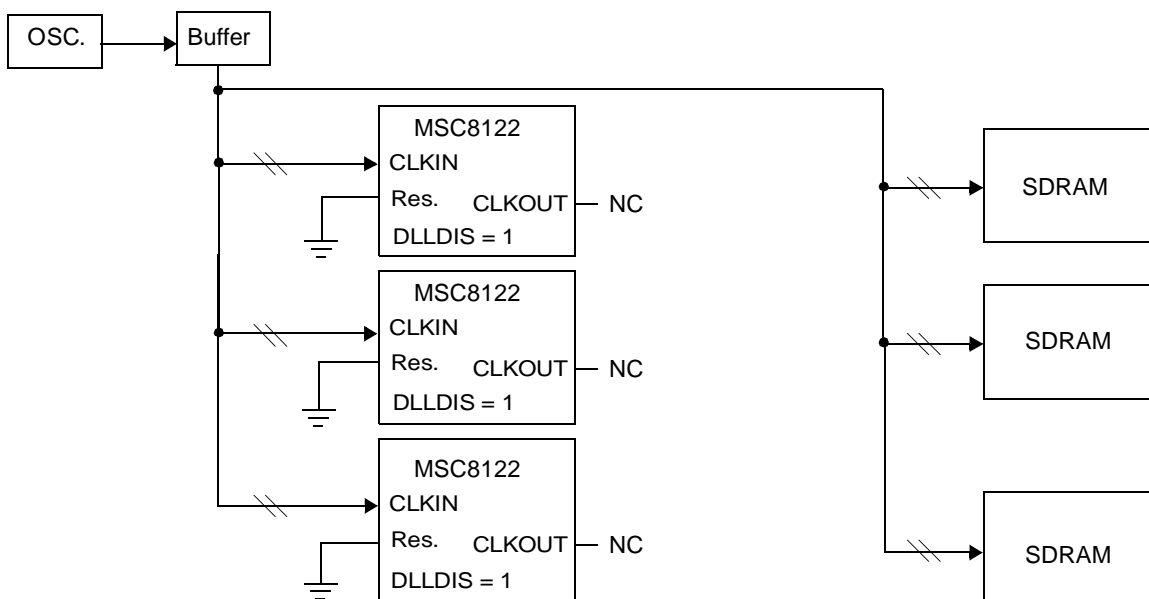 OSC.
Buffer
MSC8122
CLKIN
Res. CLKOUT NC
DLLDIS = 1
SDRAM
MSC8122
CLKIN
Res. CLKOUT NC
DLLDIS = 1
SDRAM
MSC8122
CLKIN
Res. CLKOUT NC
DLLDIS = 1
SDRAM